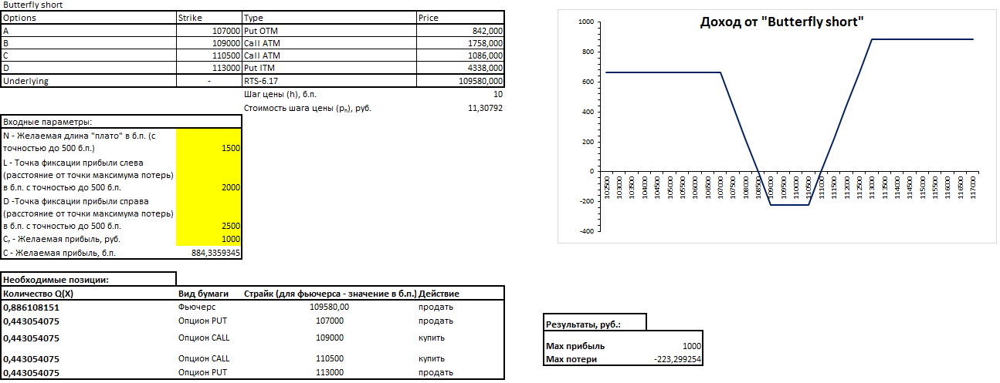 Butterfly short
Options Strike Type Price
A 107000 Put OTM 842,000
B 109000 Call ATM 1758,000
C 110500 Call ATM 1086,000
D 113000 Put ITM 4338,000
Underlying - RTS-6.17 109580,000
Шаг цены (h), б.п. 10
Стоимость шага цены (pₕ), руб. 11,30792
Входные параметры:
N - Желаемая длина "плато" в б.п. (с
точностью до 500 б.п.) 1500
L - Точка фиксации прибыли слева
(расстояние от точки максимума потерь)
в б.п. с точностью до 500 б.п. 2000
D -Точка фиксации прибыли справа
(расстояние от точки максимума потерь)
в б.п. с точностью до 500 б.п. 2500
Cᵣ - Желаемая прибыль, руб. 1000
C - Желаемая прибыль, б.п. 884,3359345
Необходимые позиции:
Количество Q(X) Вид бумаги Страйк (для фьючерса - значение в б.п.) Действие
0,886108151 Фьючерс 109580,00 продать
0,443054075 Опцион PUT 107000 продать
0,443054075 Опцион CALL 109000 купить
0,443054075 Опцион CALL 110500 купить
0,443054075 Опцион PUT 113000 продать
Доход от "Butterfly short"
1000
800
600
400
200
0
-200
-400
102500
103000
103500
104000
104500
105000
105500
106000
106500
107000
107500
108000
108500
109000
109500
110000
110500
111000
111500
112000
112500
113000
113500
114000
114500
115000
115500
116000
116500
117000
Результаты, руб.:
Max прибыль 1000
Max потери -223,299254